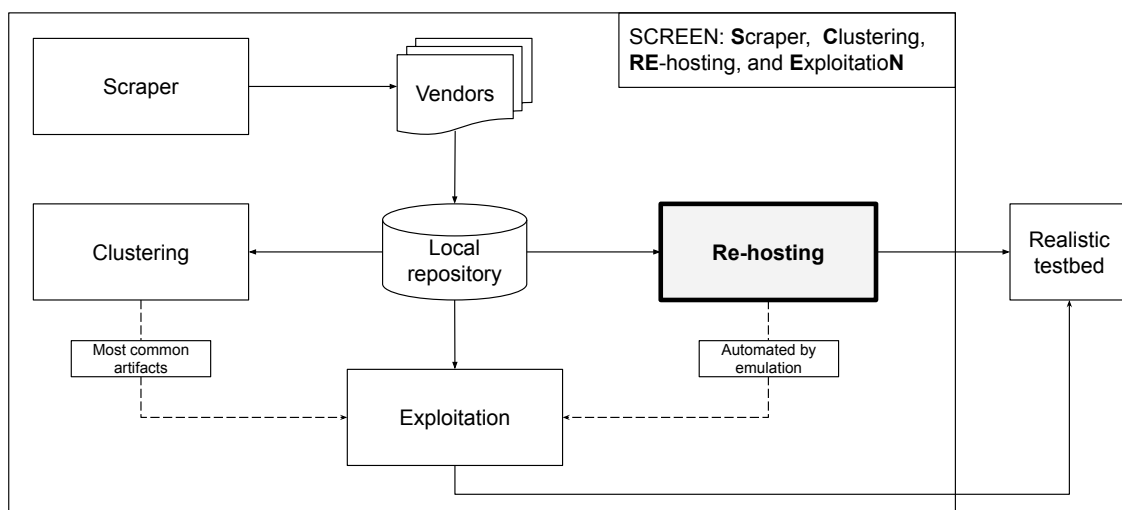 SCREEN: Scraper, Clustering,
RE-hosting, and ExploitatioN
Scraper
Vendors
Clustering
Local
repository
Re-hosting
Realistic
testbed
Most common
artifacts
Automated by
emulation
Exploitation